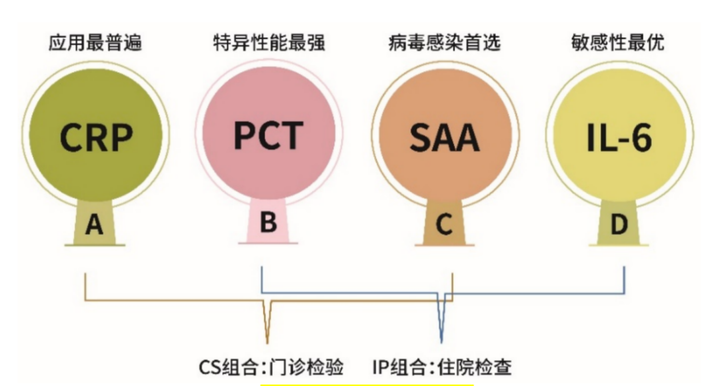 应用最普遍
特异性能最强
病毒感染首选
敏感性最优
CRP
PCT
SAA
IL-6
A
B
C
D
CS组合:门诊检验
IP组合:住院检查